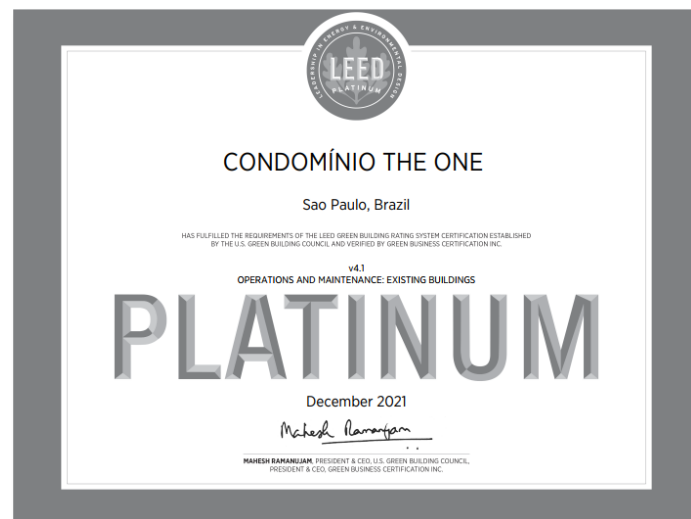 LEADERSHIP IN ENERGY & ENVIRONMENTAL DESIGN
LEED
PLATINUM
CONDOMÍNIO THE ONE
Sao Paulo, Brazil
HAS FULFILLED THE REQUIREMENTS OF THE LEED GREEN BUILDING RATING SYSTEM CERTIFICATION ESTABLISHED
BY THE U.S. GREEN BUILDING COUNCIL AND VERIFIED BY GREEN BUSINESS CERTIFICATION INC.
v4.1
OPERATIONS AND MAINTENANCE: EXISTING BUILDINGS
PLATINUM
December 2021
Mahesh Ramanujam
MAHESH RAMANUJAM, PRESIDENT & CEO, U.S. GREEN BUILDING COUNCIL,
PRESIDENT & CEO, GREEN BUSINESS CERTIFICATION INC.